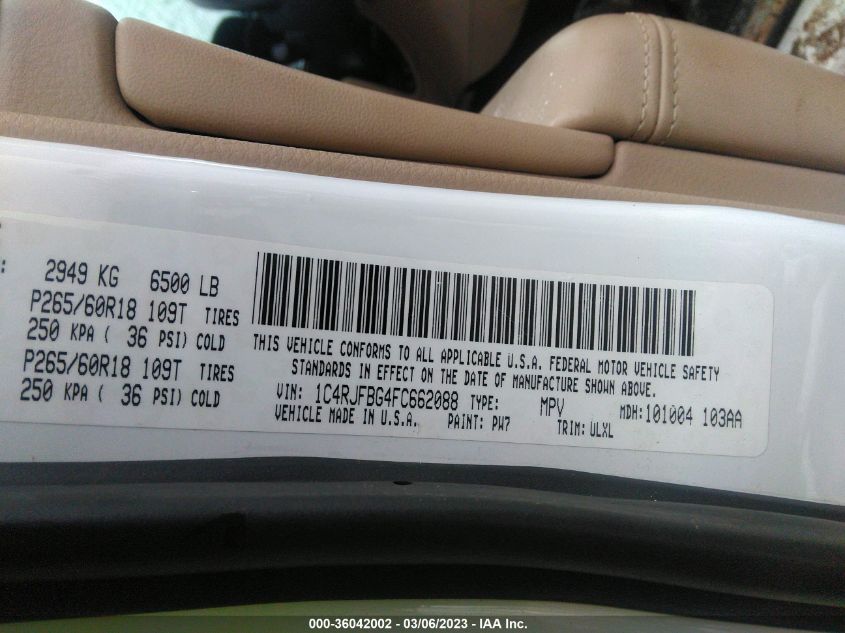 2949 KG 6500 LB
P265/60R18 109T TIRES
250 KPA ( 36 PSI) COLD
P265/60R18 109T TIRES
250 KPA ( 36 PSI) COLD
THIS VEHICLE CONFORMS TO ALL APPLICABLE U.S.A. FEDERAL MOTOR VEHICLE SAFETY
STANDARDS IN EFFECT ON THE DATE OF MANUFACTURE SHOWN ABOVE.
VIN: 1C4RJFBG4FC662088 TYPE: MPV MDH:101004 103AA
VEHICLE MADE IN U.S.A. PAINT: PW7 TRIM: ULXL
000-36042002 - 03/06/2023 - IAA Inc.